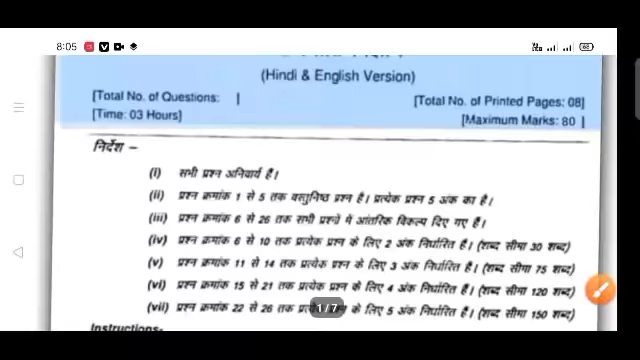 8:05
(Hindi & English Version)
[Total No. of Questions: ]
[Total No. of Printed Pages: 08]
[Time: 03 Hours]
[Maximum Marks: 80 ]
निर्देश –
(i) सभी प्रश्न अनिवार्य हैं।
(ii) प्रश्न क्रमांक 1 से 5 तक वस्तुनिष्ठ प्रश्न है। प्रत्येक प्रश्न 5 अंक का है।
(iii) प्रश्न क्रमांक 6 से 26 तक सभी प्रश्नों में आंतरिक विकल्प दिए गए हैं।
(iv) प्रश्न क्रमांक 6 से 10 तक प्रत्येक प्रश्न के लिए 2 अंक निर्धारित है। (शब्द सीमा 30 शब्द)
(v) प्रश्न क्रमांक 11 से 14 तक प्रत्येक प्रश्न के लिए 3 अंक निर्धारित है। (शब्द सीमा 75 शब्द)
(vi) प्रश्न क्रमांक 15 से 21 तक प्रत्येक प्रश्न के लिए 4 अंक निर्धारित है। (शब्द सीमा 120 शब्द)
(vii) प्रश्न क्रमांक 22 से 26 तक के लिए 5 अंक निर्धारित है। (शब्द सीमा 150 शब्द)
1/7
Instructions-